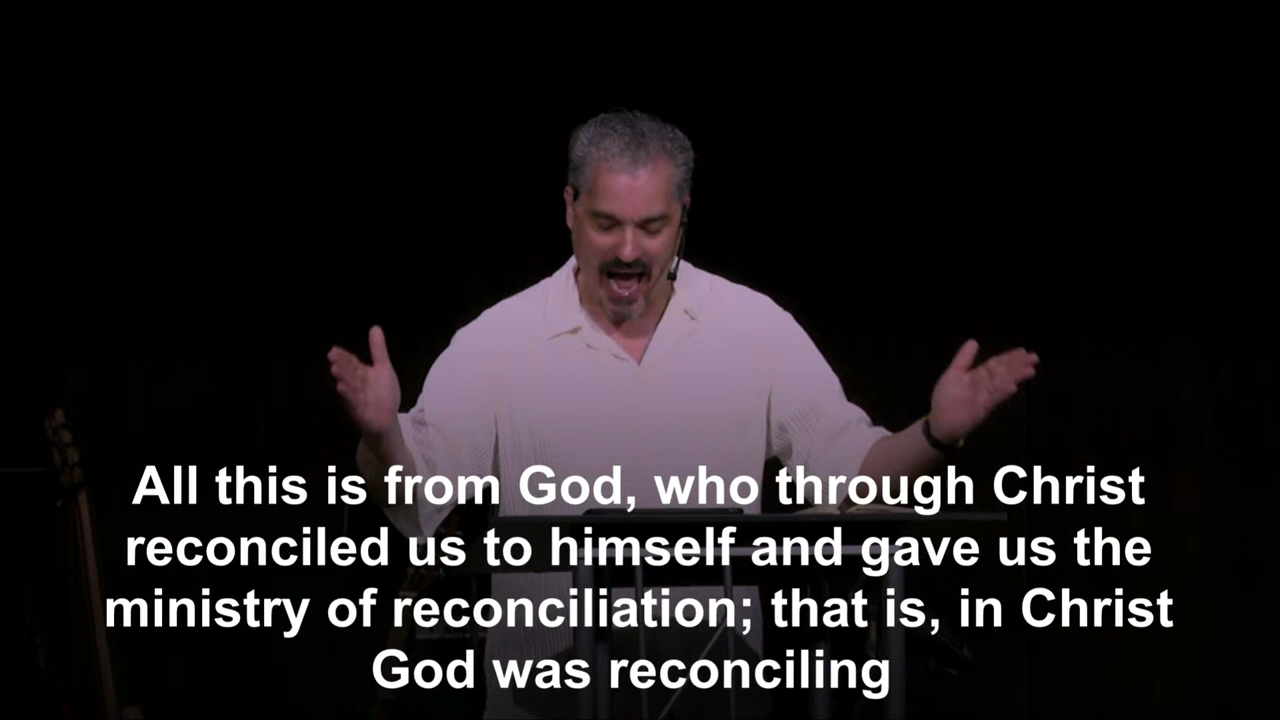 All this is from God, who through Christ
reconciled us to himself and gave us the
ministry of reconciliation; that is, in Christ
God was reconciling